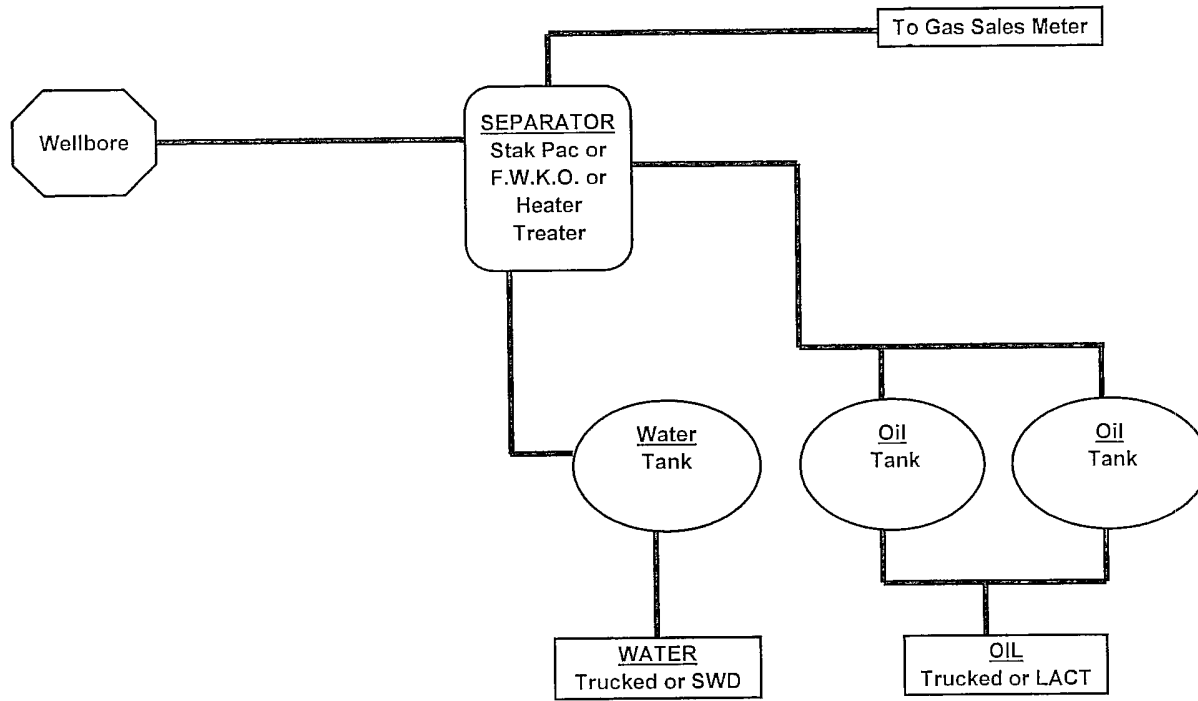 To Gas Sales Meter
Wellbore
SEPARATOR
Stak Pac or
F.W.K.O. or
Heater
Treater
Water
Tank
Oil
Tank
Oil
Tank
WATER
Trucked or SWD
OIL
Trucked or LACT